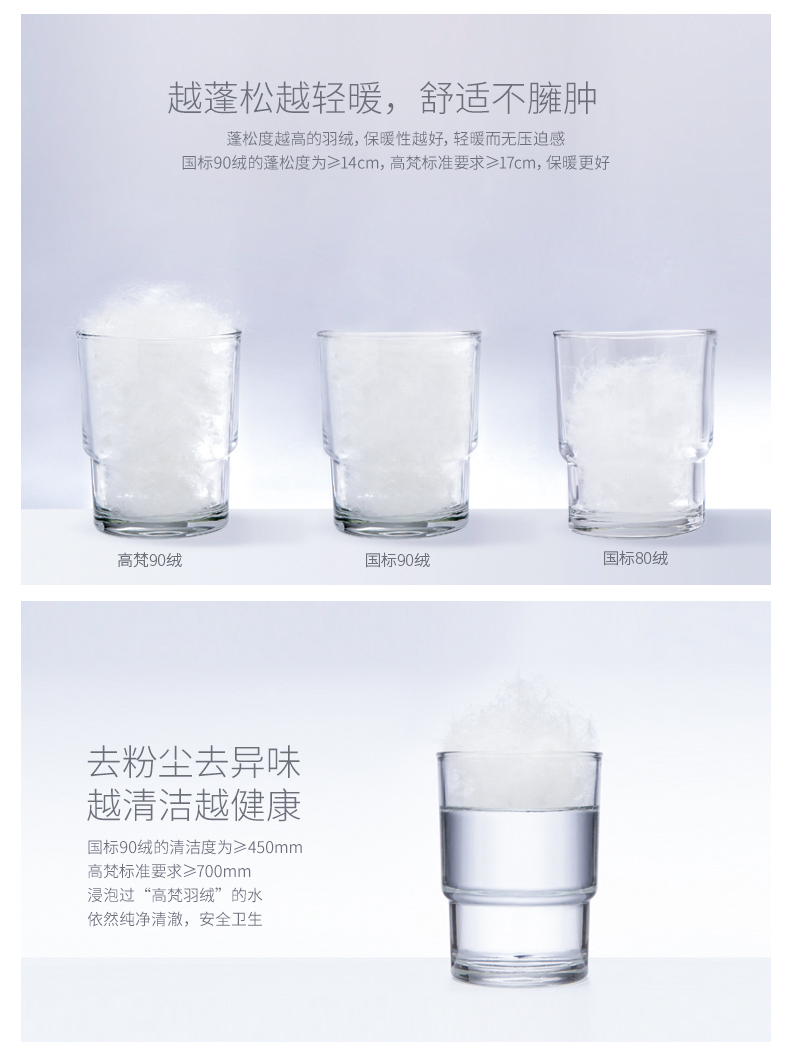 越蓬松越轻暖，舒适不臃肿
蓬松度越高的羽绒，保暖性越好，轻暖而无压迫感
国标90绒的蓬松度为≥14cm，高梵标准要求≥17cm，保暖更好
高梵90绒
国标90绒
国标80绒
去粉尘去异味
越清洁越健康
国标90绒的清洁度为≥450mm
高梵标准要求≥700mm
浸泡过“高梵羽绒”的水
依然纯净清澈，安全卫生